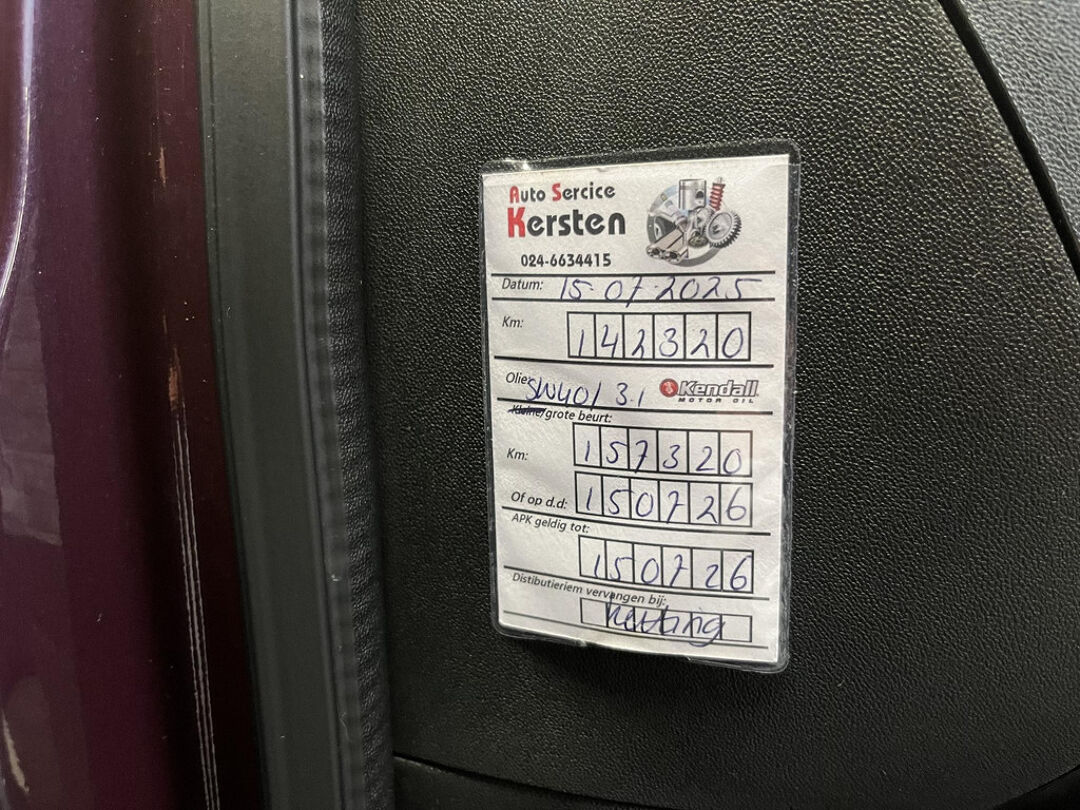 Auto Sercice
Kersten
024-6634415
Datum: 15-07-2025
Km: 142320
Olie: 5W40/ 3.1 Kendall
MOTOR OIL
Kleine/grote beurt:
Km: 157320
Of op d.d: 150726
APK geldig tot:
150726
Distibutieriem vervangen bij:
ketting